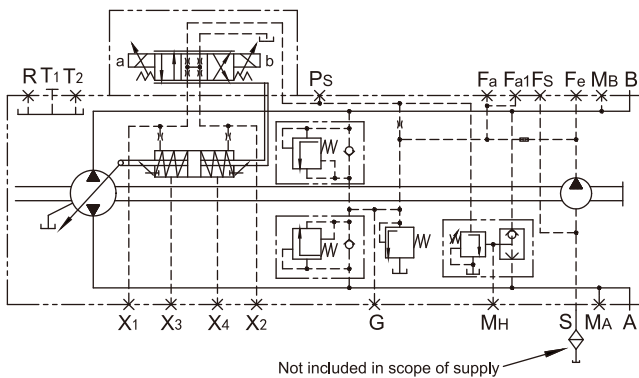 a b
R T1 T2 PS Fa Fa1 FS Fe MB B
X1 X3 X4 X2 G MH S MA A
Not included in scope of supply